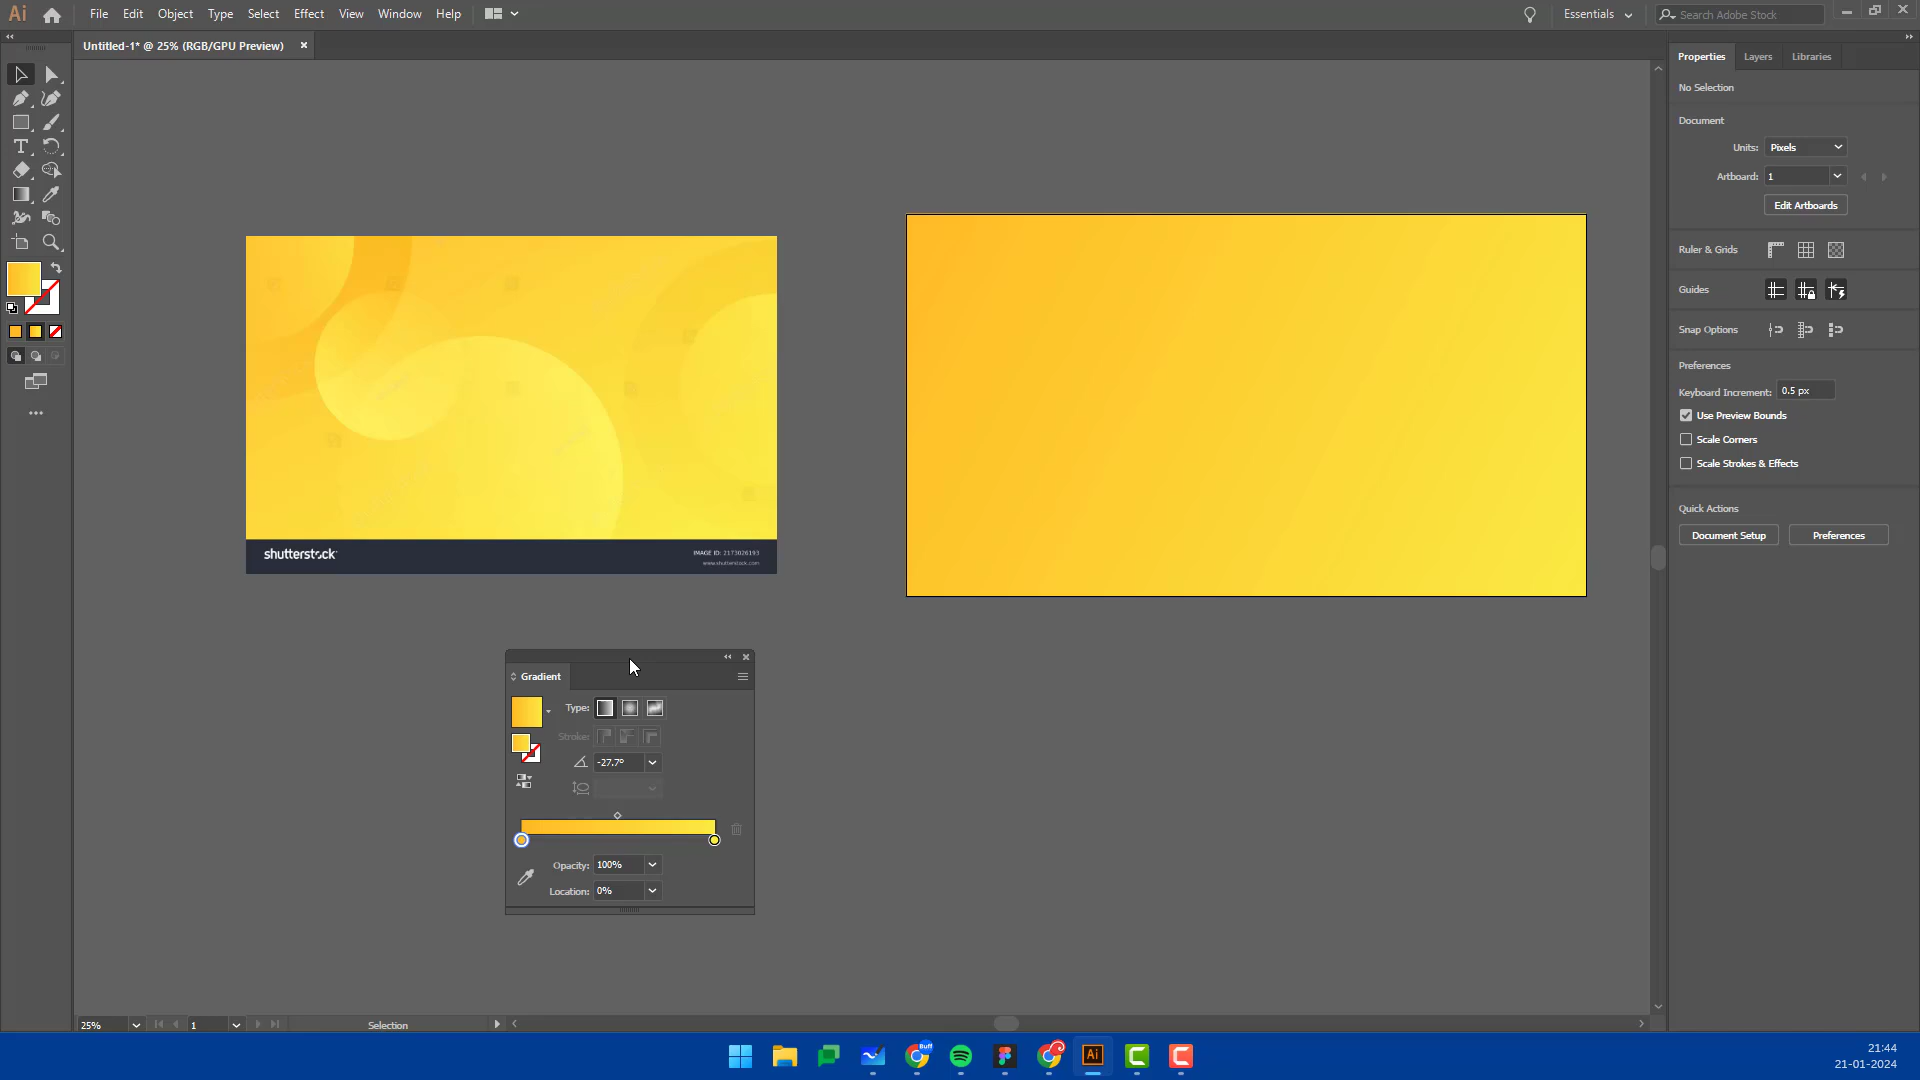 Ai File Edit Object Type Select Effect View Window Help
Essentials
Search Adobe Stock
Untitled-1* @ 25% (RGB/GPU Preview)
Properties Layers Libraries
No Selection
Document
Units: Pixels
Artboard: 1
Edit Artboards
Ruler & Grids
Guides
Snap Options
Preferences
Keyboard Increment: 0.5 px
Use Preview Bounds
Scale Corners
Scale Strokes & Effects
Quick Actions
Document Setup Preferences
shutterstock
IMAGE ID: 2173026193
www.shutterstock.com
Gradient
Type:
Stroke:
-27.7°
Opacity: 100%
Location: 0%
25% 1 Selection
Buff
Ai
21:44
21-01-2024